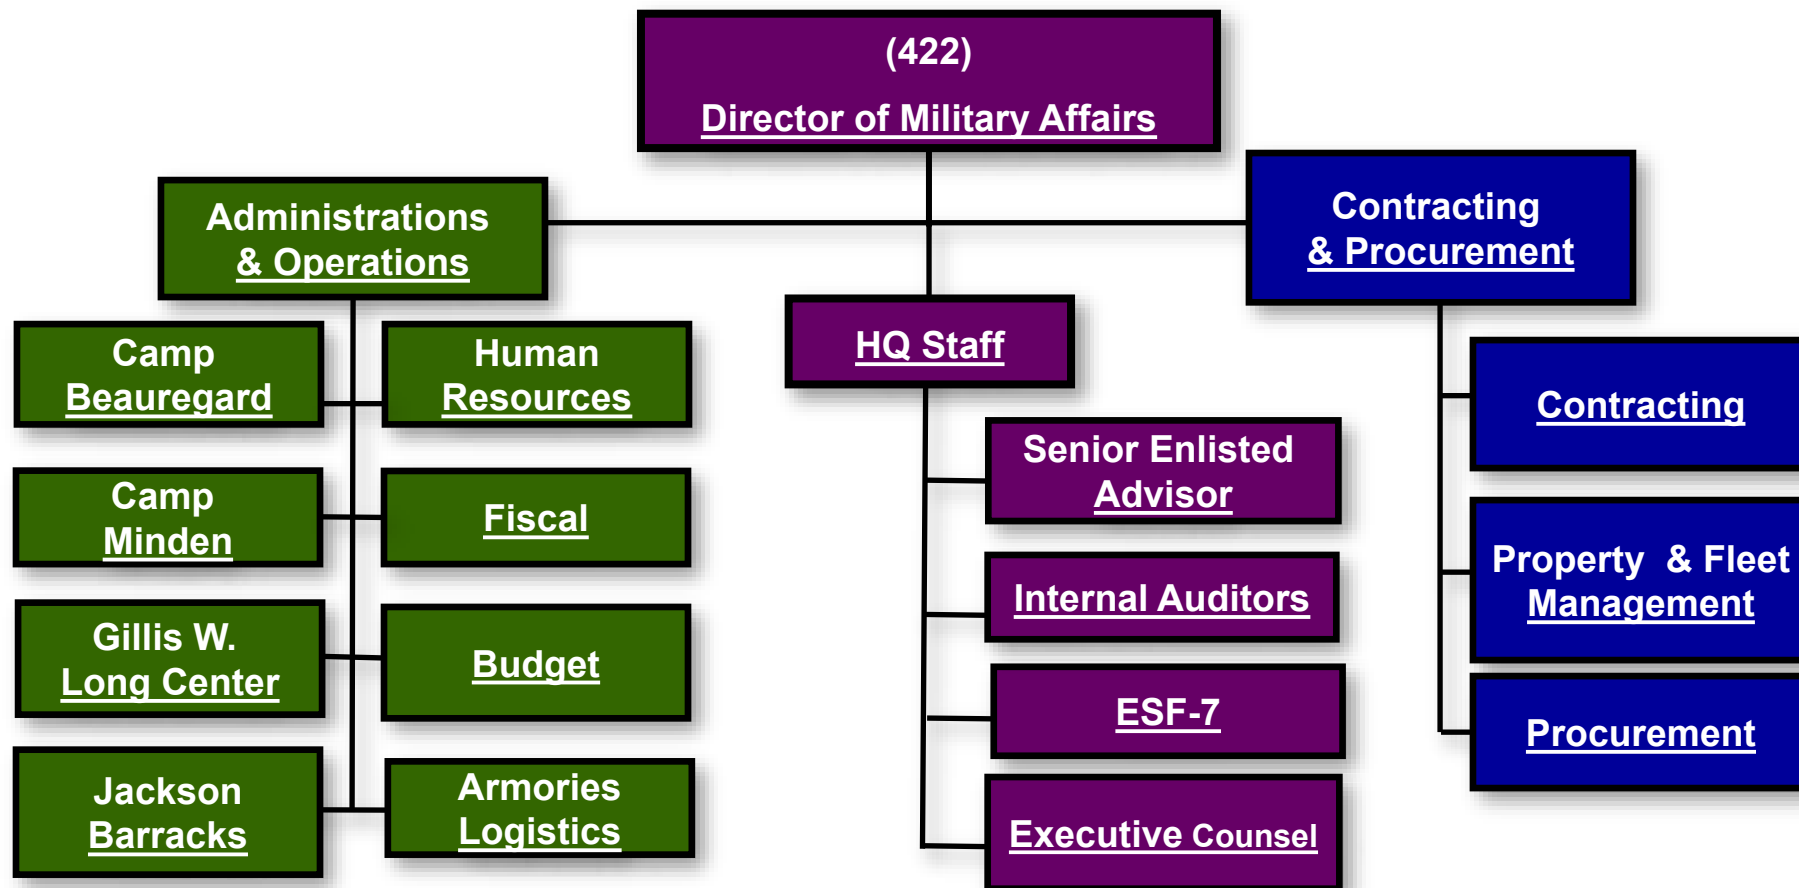 (422)
Director of Military Affairs
Administrations
& Operations
Contracting
& Procurement
HQ Staff
Camp
Beauregard
Human
Resources
Camp
Minden
Fiscal
Gillis W.
Long Center
Budget
Jackson
Barracks
Armories
Logistics
Senior Enlisted
Advisor
Internal Auditors
ESF-7
Executive Counsel
Contracting
Property & Fleet
Management
Procurement